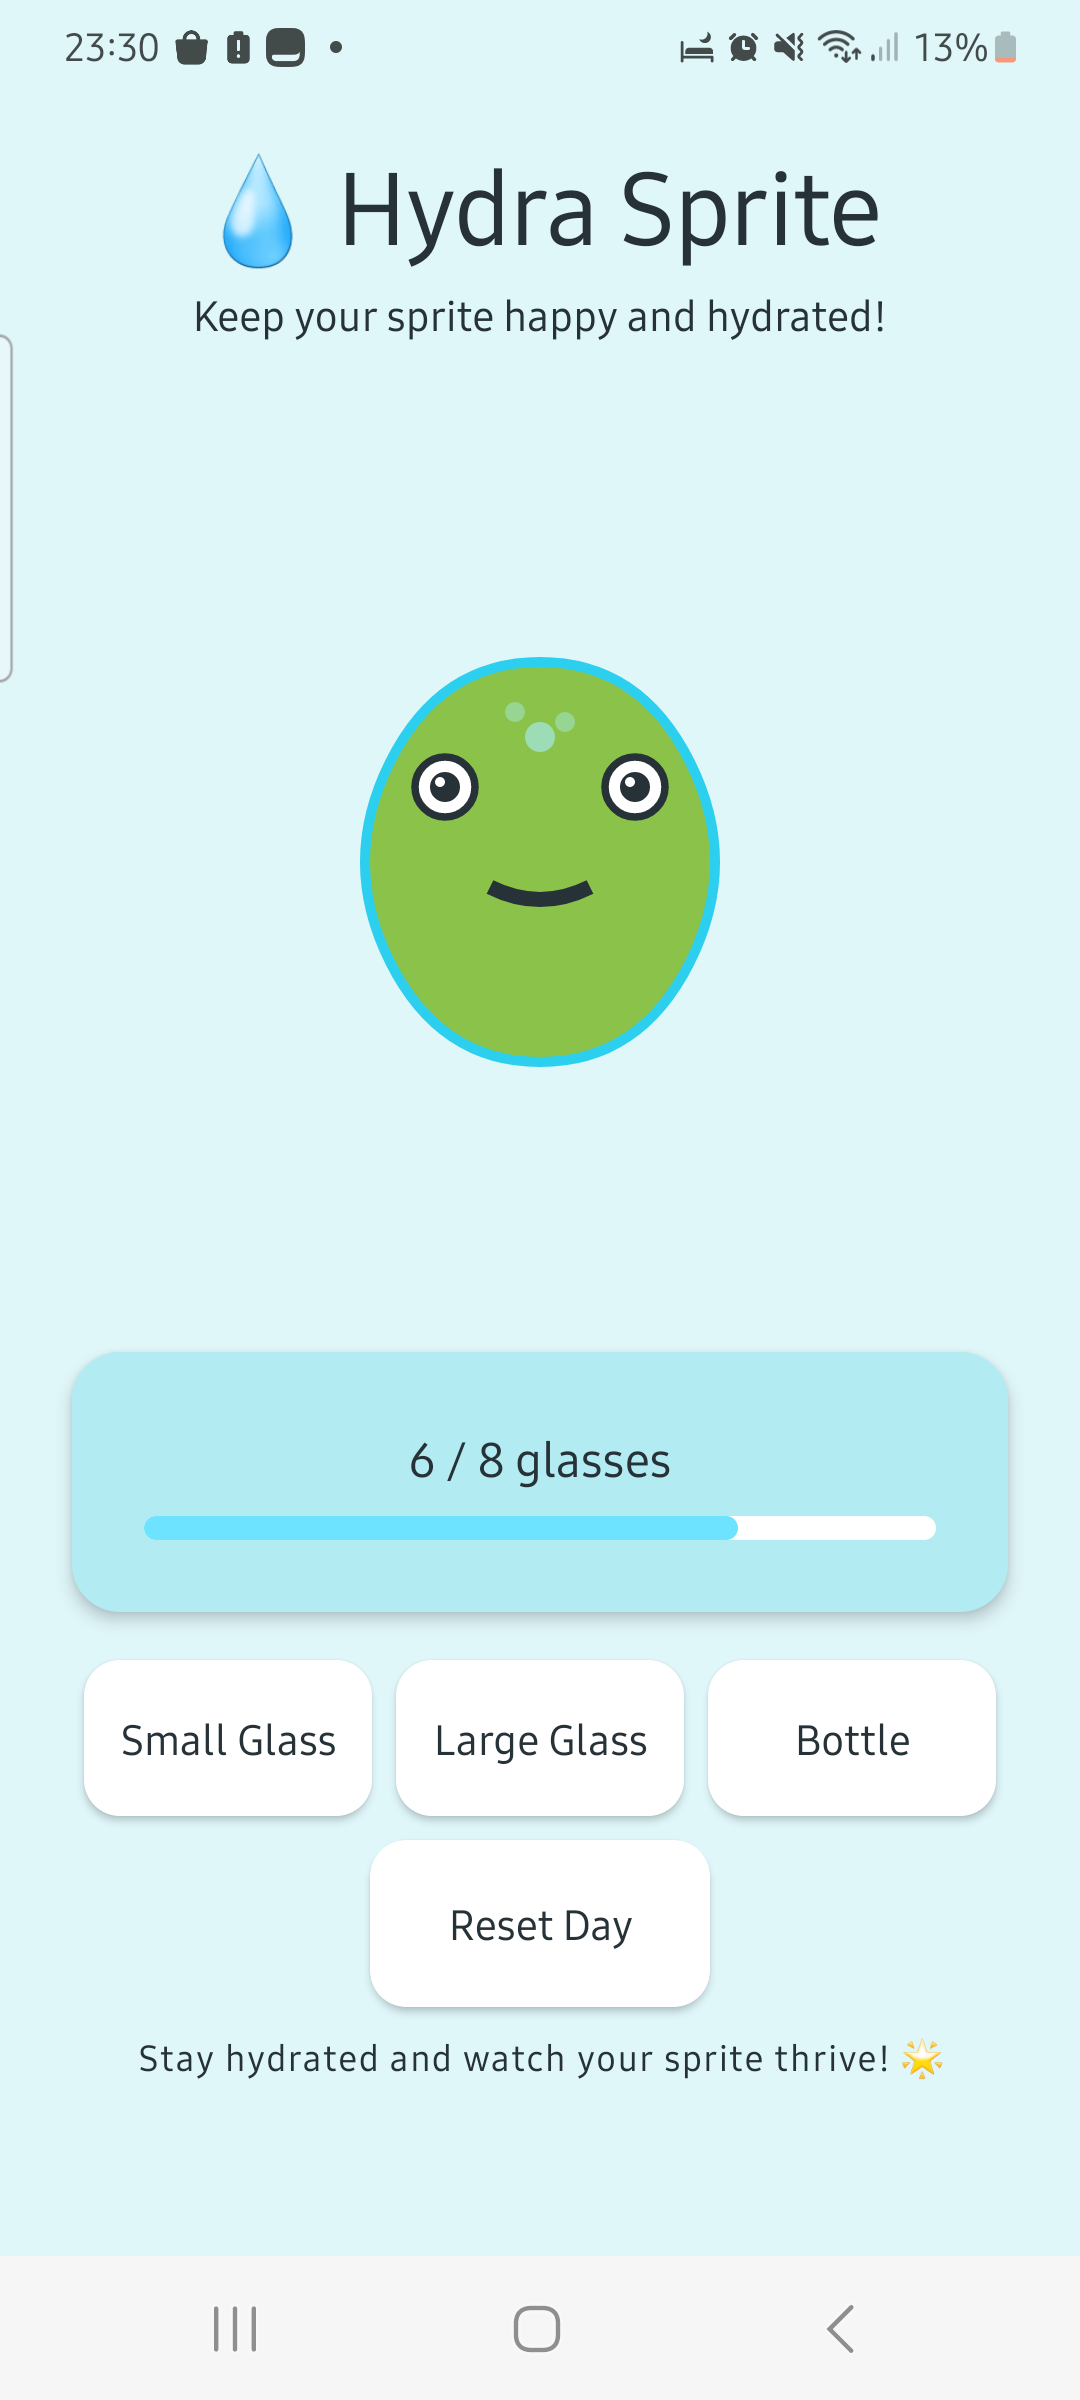 23:30 13%
💧 Hydra Sprite
Keep your sprite happy and hydrated!
6 / 8 glasses
Small Glass Large Glass Bottle
Reset Day
Stay hydrated and watch your sprite thrive! 🌟